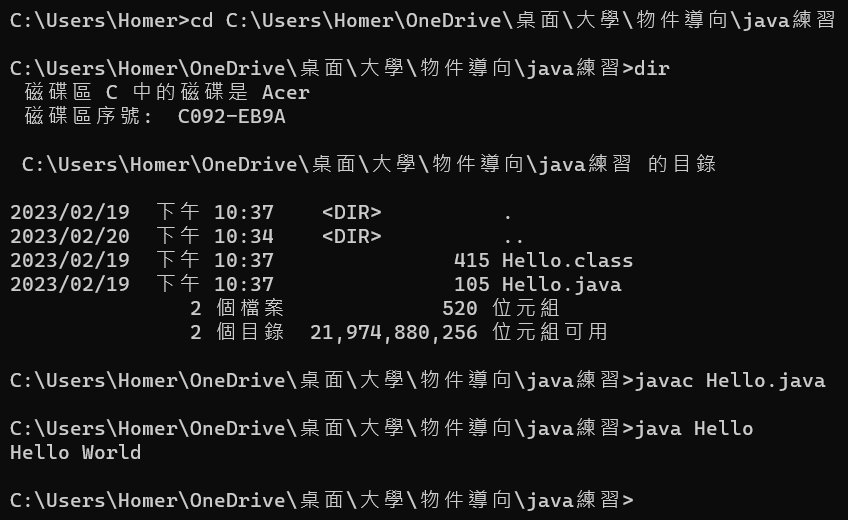 C:\Users\Homer>cd C:\Users\Homer\OneDrive\桌面\大學\物件導向\java練習
C:\Users\Homer\OneDrive\桌面\大學\物件導向\java練習>dir
磁碟區 C 中的磁碟是 Acer
磁碟區序號:  C092-EB9A
C:\Users\Homer\OneDrive\桌面\大學\物件導向\java練習 的目錄
2023/02/19  下午 10:37    <DIR>          .
2023/02/20  下午 10:34    <DIR>          ..
2023/02/19  下午 10:37               415 Hello.class
2023/02/19  下午 10:37               105 Hello.java
2 個檔案             520 位元組
2 個目錄  21,974,880,256 位元組可用
C:\Users\Homer\OneDrive\桌面\大學\物件導向\java練習>javac Hello.java
C:\Users\Homer\OneDrive\桌面\大學\物件導向\java練習>java Hello
Hello World
C:\Users\Homer\OneDrive\桌面\大學\物件導向\java練習>